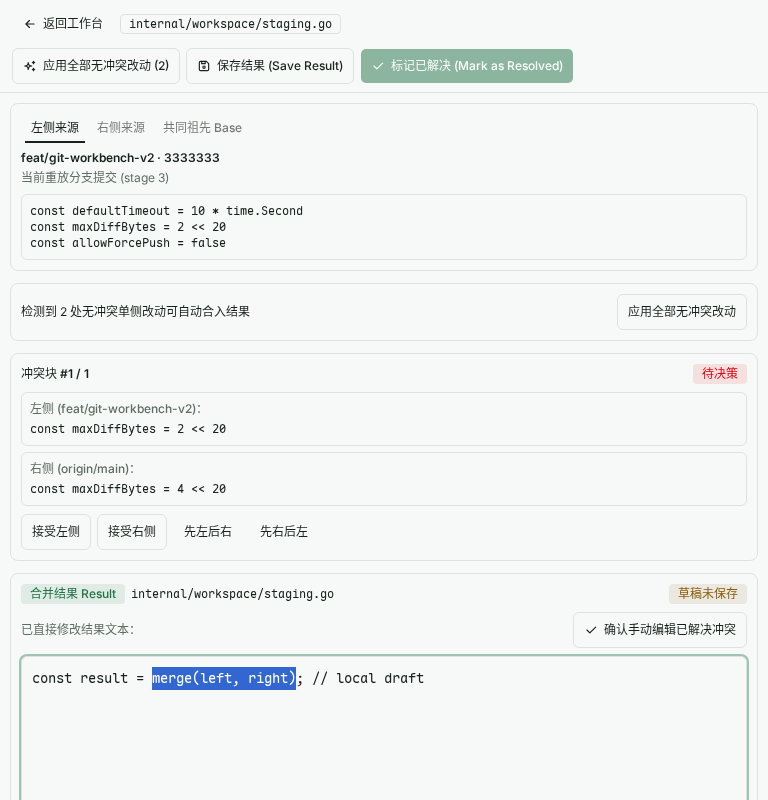 返回工作台 internal/workspace/staging.go
应用全部无冲突改动 (2) 保存结果 (Save Result) 标记已解决 (Mark as Resolved)
左侧来源 右侧来源 共同祖先 Base
feat/git-workbench-v2 · 3333333
当前重放分支提交 (stage 3)
const defaultTimeout = 10 * time.Second
const maxDiffBytes = 2 << 20
const allowForcePush = false
检测到 2 处无冲突单侧改动可自动合入结果 应用全部无冲突改动
冲突块 #1 / 1 待决策
左侧 (feat/git-workbench-v2):
const maxDiffBytes = 2 << 20
右侧 (origin/main):
const maxDiffBytes = 4 << 20
接受左侧 接受右侧 先左后右 先右后左
合并结果 Result internal/workspace/staging.go 草稿未保存
已直接修改结果文本: 确认手动编辑已解决冲突
const result = merge(left, right); // local draft